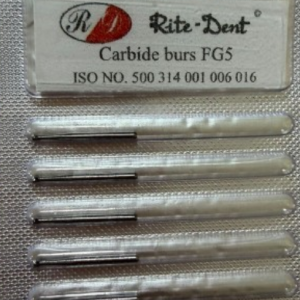 RD Rite-Dent©
Carbide burs FG5
ISO NO. 500 314 001 006 016